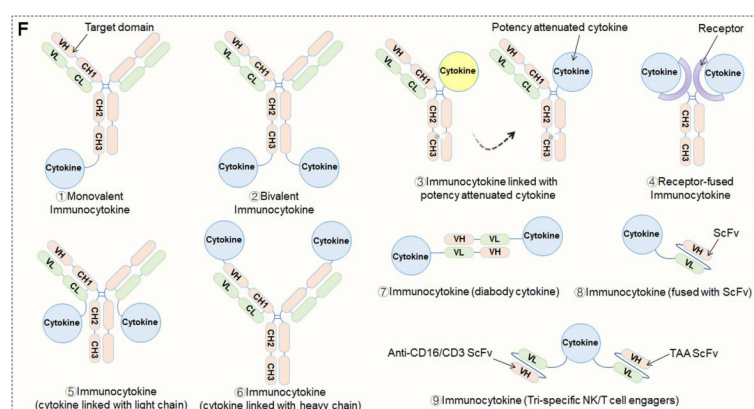 F
Target domain
VH
VL
CH1
CL
CH2
CH3
Cytokine
①Monovalent
Immunocytokine
VH
VL
CH1
CL
CH2
CH3
Cytokine
Cytokine
②Bivalent
Immunocytokine
Potency attenuated cytokine
VH
VL
CH1
CL
CH2
CH3
Cytokine
VH
VL
CH1
CL
CH2
CH3
Cytokine
③Immunocytokine linked with
potency attenuated cytokine
Receptor
Cytokine
Cytokine
CH2
CH3
④Receptor-fused
Immunocytokine
VH
VL
CH1
CL
Cytokine
Cytokine
CH2
CH3
⑤Immunocytokine
(cytokine linked with light chain)
Cytokine
Cytokine
VH
VL
CH1
CL
CH2
CH3
⑥Immunocytokine
(cytokine linked with heavy chain)
Cytokine
VH
VL
VL
VH
Cytokine
⑦Immunocytokine (diabody cytokine)
ScFv
Cytokine
VH
VL
⑧Immunocytokine (fused with ScFv)
Anti-CD16/CD3 ScFv
VL
VH
Cytokine
VH
VL
TAA ScFv
⑨Immunocytokine (Tri-specific NK/T cell engagers)